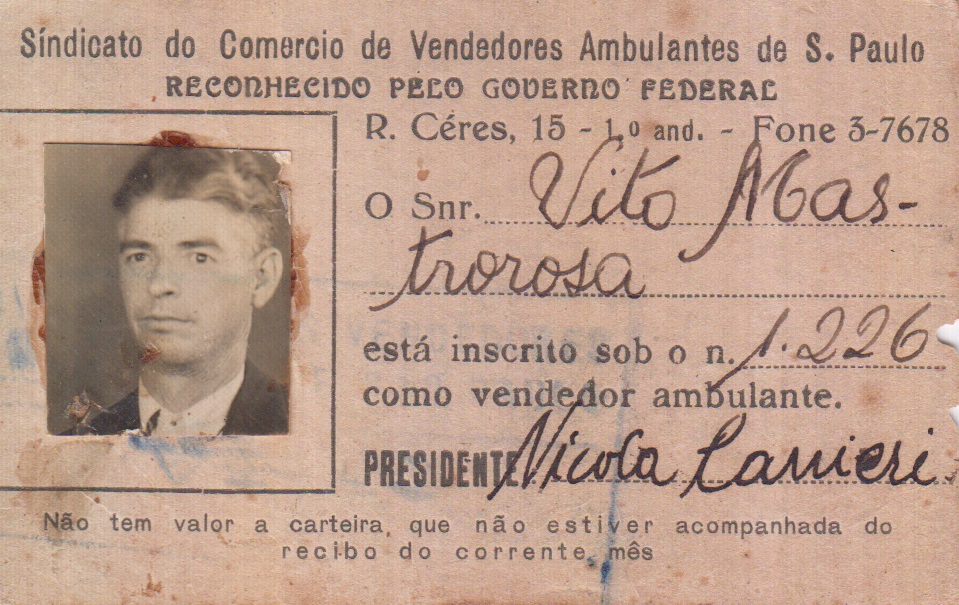 Síndicato do Comercio de Vendedores Ambulantes de S. Paulo
RECONHECIDO PELO GOVERNO FEDERAL
R. Céres, 15 - 1.o and. - Fone 3-7678
O Snr. Vito Mas-
trorosa
está inscrito sob o n. 1.226
como vendedor ambulante.
PRESIDENTE Nicola
Não tem valor a carteira, que não estiver acompanhada do
recibo do corrente mês